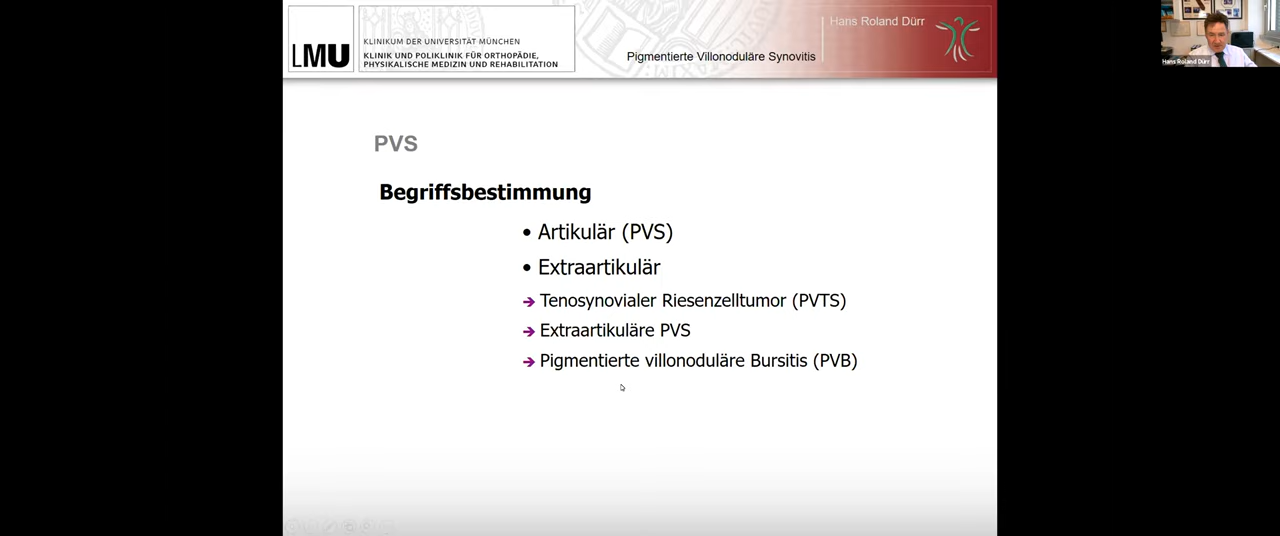 LMU
KLINIKUM DER UNIVERSITÄT MÜNCHEN
KLINIK UND POLIKLINIK FÜR ORTHOPÄDIE,
PHYSIKALISCHE MEDIZIN UND REHABILITATION
Hans Roland Dürr
Pigmentierte Villonoduläre Synovitis
Hans Roland Dürr
PVS
Begriffsbestimmung
• Artikulär (PVS)
• Extraartikulär
➔ Tenosynovialer Riesenzelltumor (PVTS)
➔ Extraartikuläre PVS
➔ Pigmentierte villonoduläre Bursitis (PVB)